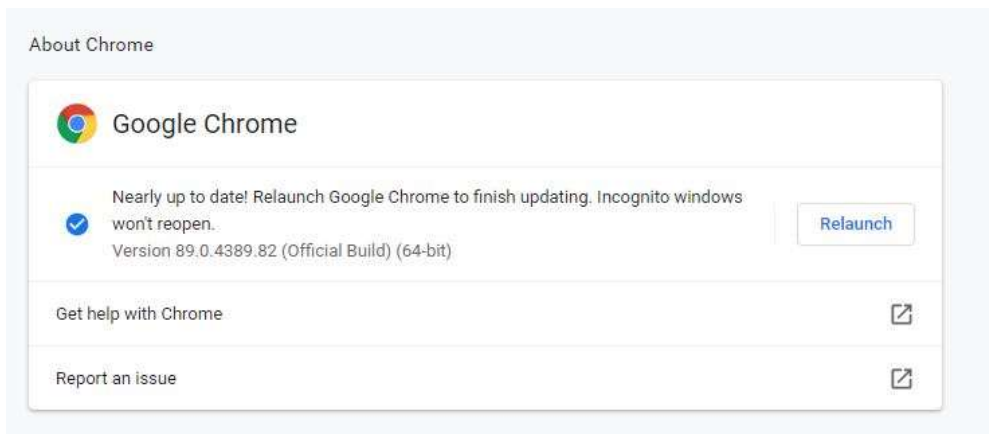 About Chrome
Google Chrome
Nearly up to date! Relaunch Google Chrome to finish updating. Incognito windows
won't reopen.
Version 89.0.4389.82 (Official Build) (64-bit)
Relaunch
Get help with Chrome
Report an issue